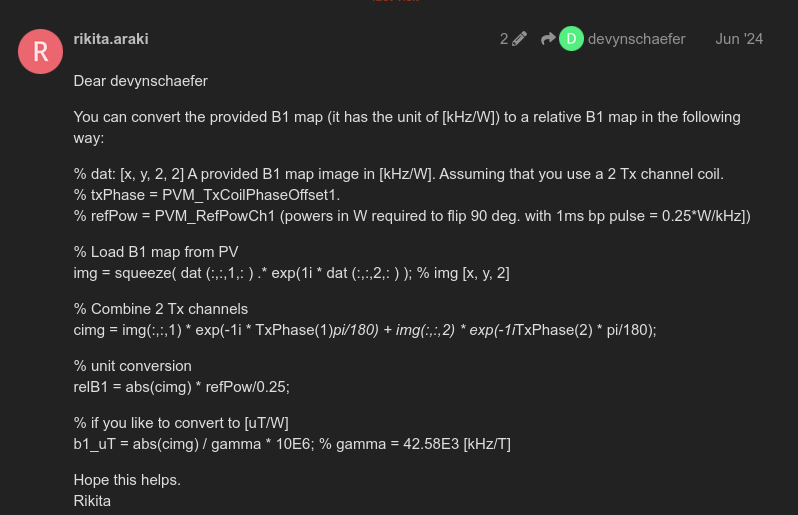 R
rikita.araki
2
D
devynschaefer
Jun '24
Dear devynschaefer
You can convert the provided B1 map (it has the unit of [kHz/W]) to a relative B1 map in the following
way:
% dat: [x, y, 2, 2] A provided B1 map image in [kHz/W]. Assuming that you use a 2 Tx channel coil.
% txPhase = PVM_TxCoilPhaseOffset1.
% refPow = PVM_RefPowCh1 (powers in W required to flip 90 deg. with 1ms bp pulse = 0.25*W/kHz])
% Load B1 map from PV
img = squeeze( dat (:,:,1,: ) .* exp(1i * dat (:,:,2,: ) ); % img [x, y, 2]
% Combine 2 Tx channels
cimg = img(:,:,1) * exp(-1i * TxPhase(1)pi/180) + img(:,:,2) * exp(-1iTxPhase(2) * pi/180);
% unit conversion
relB1 = abs(cimg) * refPow/0.25;
% if you like to convert to [uT/W]
b1_uT = abs(cimg) / gamma * 10E6; % gamma = 42.58E3 [kHz/T]
Hope this helps.
Rikita